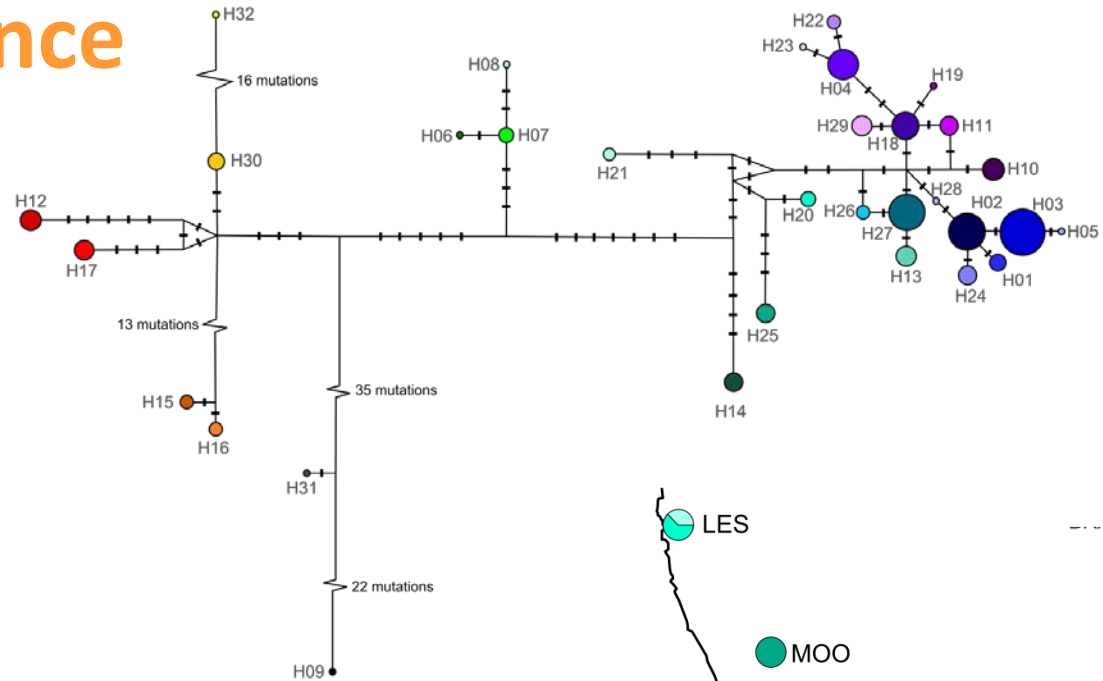 nce
H32
16 mutations
H22
H23
H04
H19
H08
H06
H07
H29
H18
H11
H30
H21
H10
H12
H28
H20
H26
H02
H03
H27
H05
H17
H13
H01
H24
13 mutations
H25
35 mutations
H15
H14
H16
H31
LES
22 mutations
MOO
H09